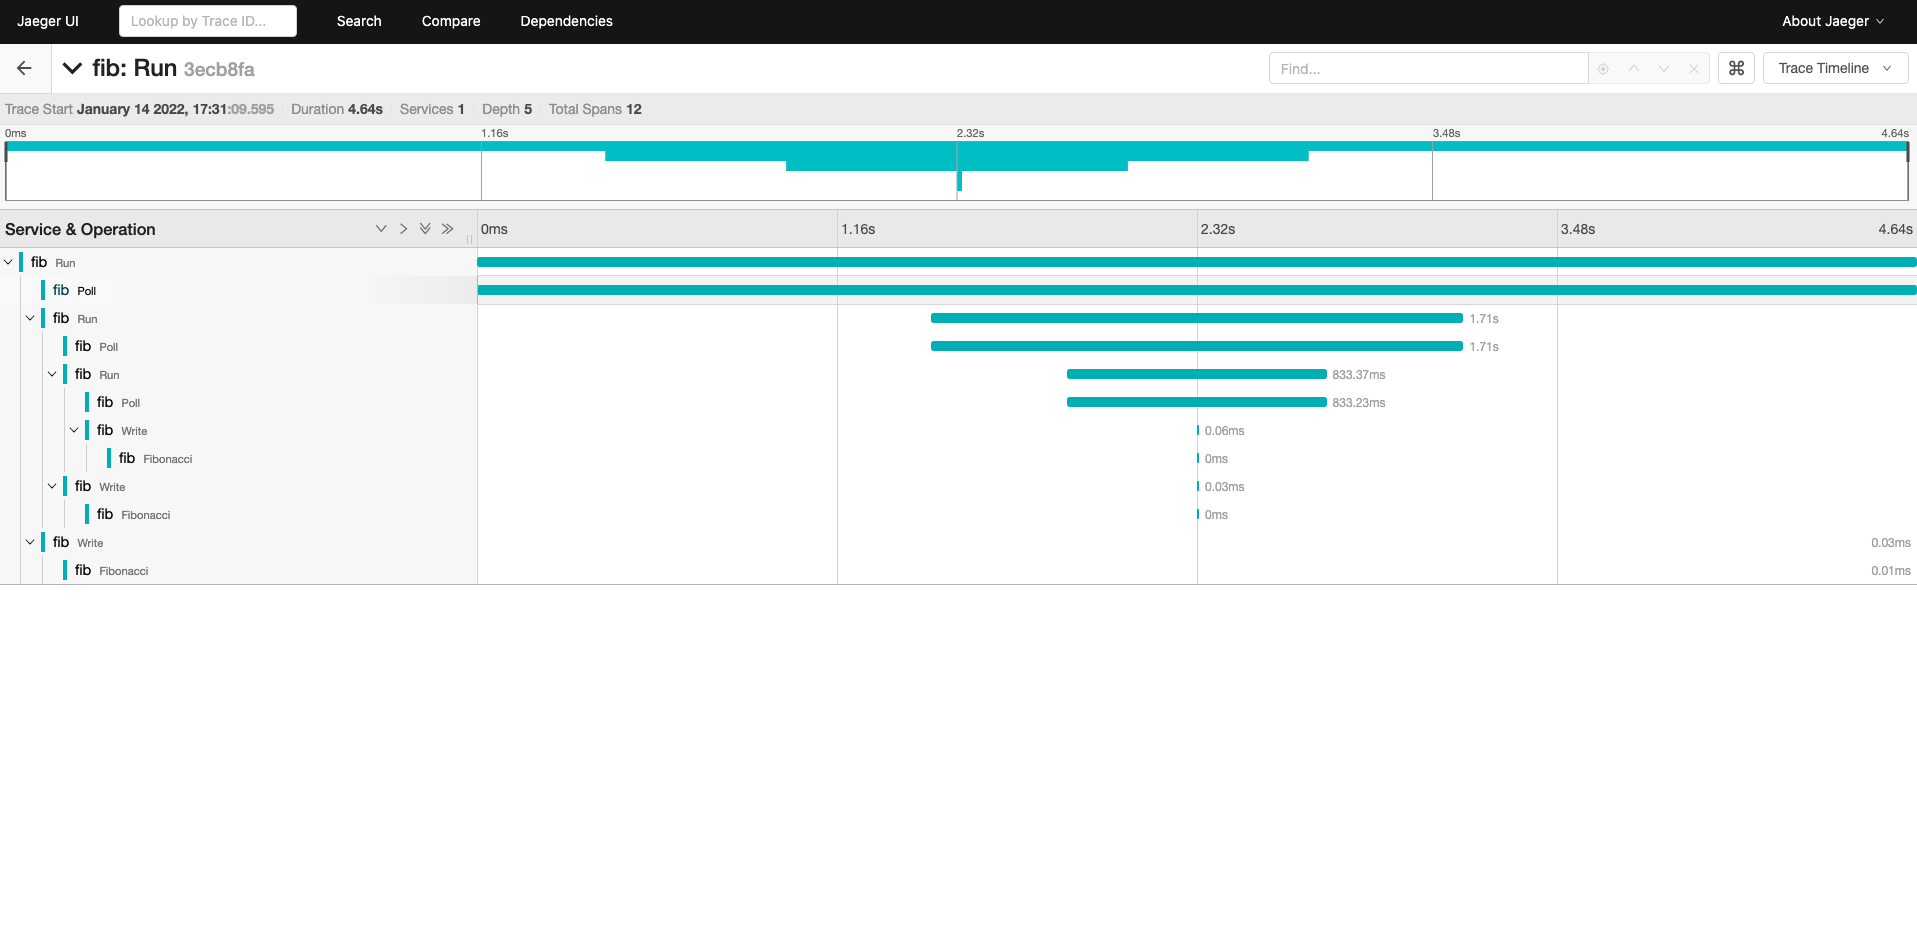 Jaeger UI Lookup by Trace ID... Search Compare Dependencies About Jaeger
fib: Run 3ecb8fa Find... ⌘ Trace Timeline
Trace Start January 14 2022, 17:31:09.595 Duration 4.64s Services 1 Depth 5 Total Spans 12
0ms 1.16s 2.32s 3.48s 4.64s
Service & Operation 0ms 1.16s 2.32s 3.48s 4.64s
fib Run
fib Poll
fib Run 1.71s
fib Poll 1.71s
fib Run 833.37ms
fib Poll 833.23ms
fib Write 0.06ms
fib Fibonacci 0ms
fib Write 0.03ms
fib Fibonacci 0ms
fib Write 0.03ms
fib Fibonacci 0.01ms